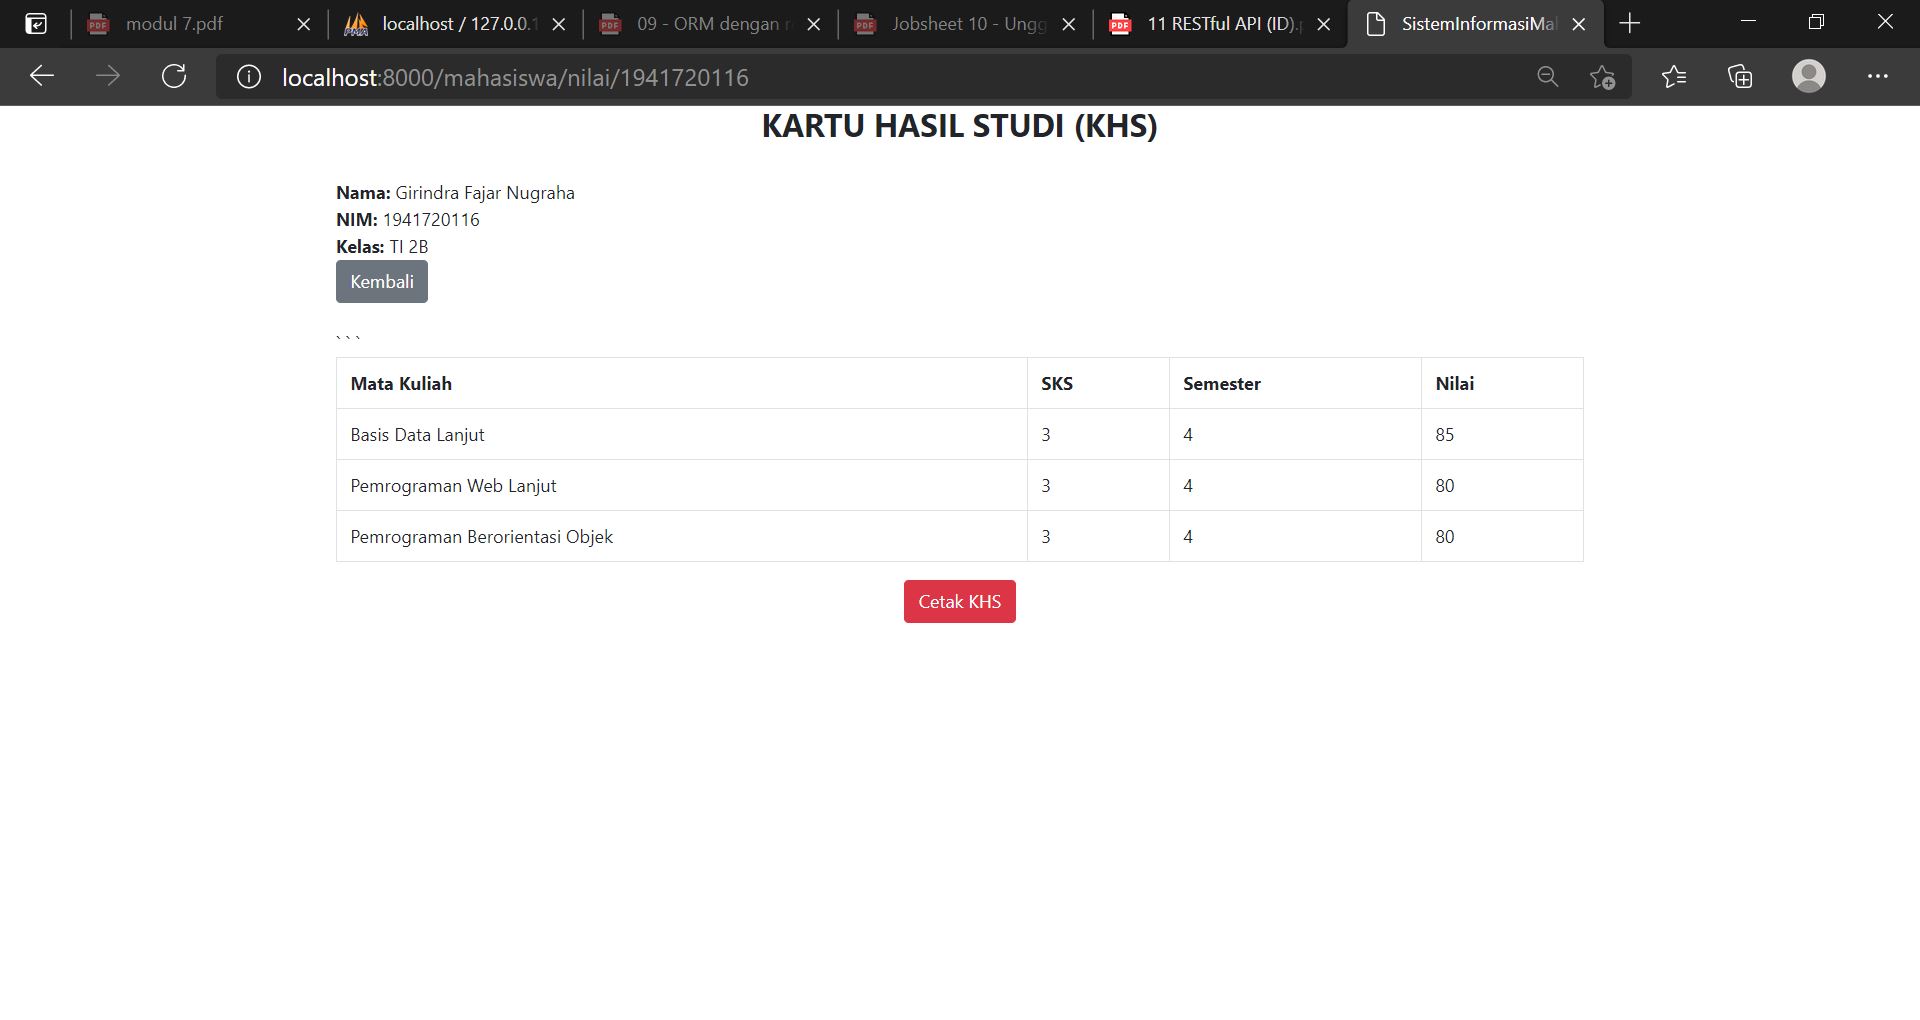 modul 7.pdf
localhost / 127.0.0.1
09 - ORM dengan r
Jobsheet 10 - Ungg
11 RESTful API (ID).p
SistemInformasiMah
localhost:8000/mahasiswa/nilai/1941720116
KARTU HASIL STUDI (KHS)
Nama: Girindra Fajar Nugraha
NIM: 1941720116
Kelas: TI 2B
Kembali
```
Mata Kuliah SKS Semester Nilai
Basis Data Lanjut 3 4 85
Pemrograman Web Lanjut 3 4 80
Pemrograman Berorientasi Objek 3 4 80
Cetak KHS